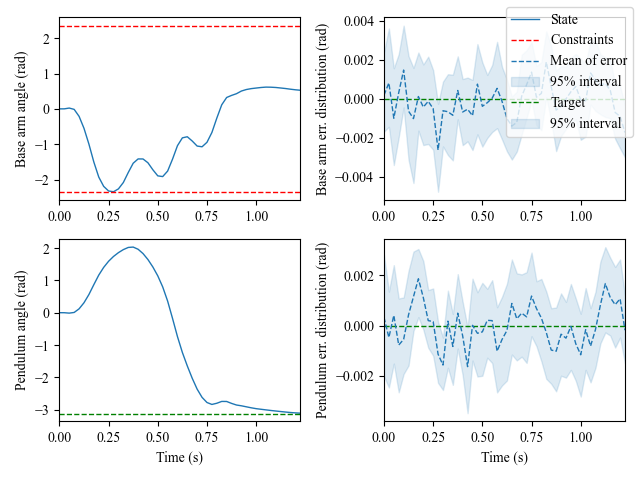 Base arm angle (rad)
2
1
0
−1
−2
0.00 0.25 0.50 0.75 1.00
Base arm err. distribution (rad)
0.004
0.002
0.000
−0.002
−0.004
0.00 0.25 0.50 0.75 1.00
State
Constraints
Mean of error
95% interval
Target
95% interval
Pendulum angle (rad)
2
1
0
−1
−2
−3
0.00 0.25 0.50 0.75 1.00
Time (s)
Pendulum err. distribution (rad)
0.002
0.000
−0.002
0.00 0.25 0.50 0.75 1.00
Time (s)